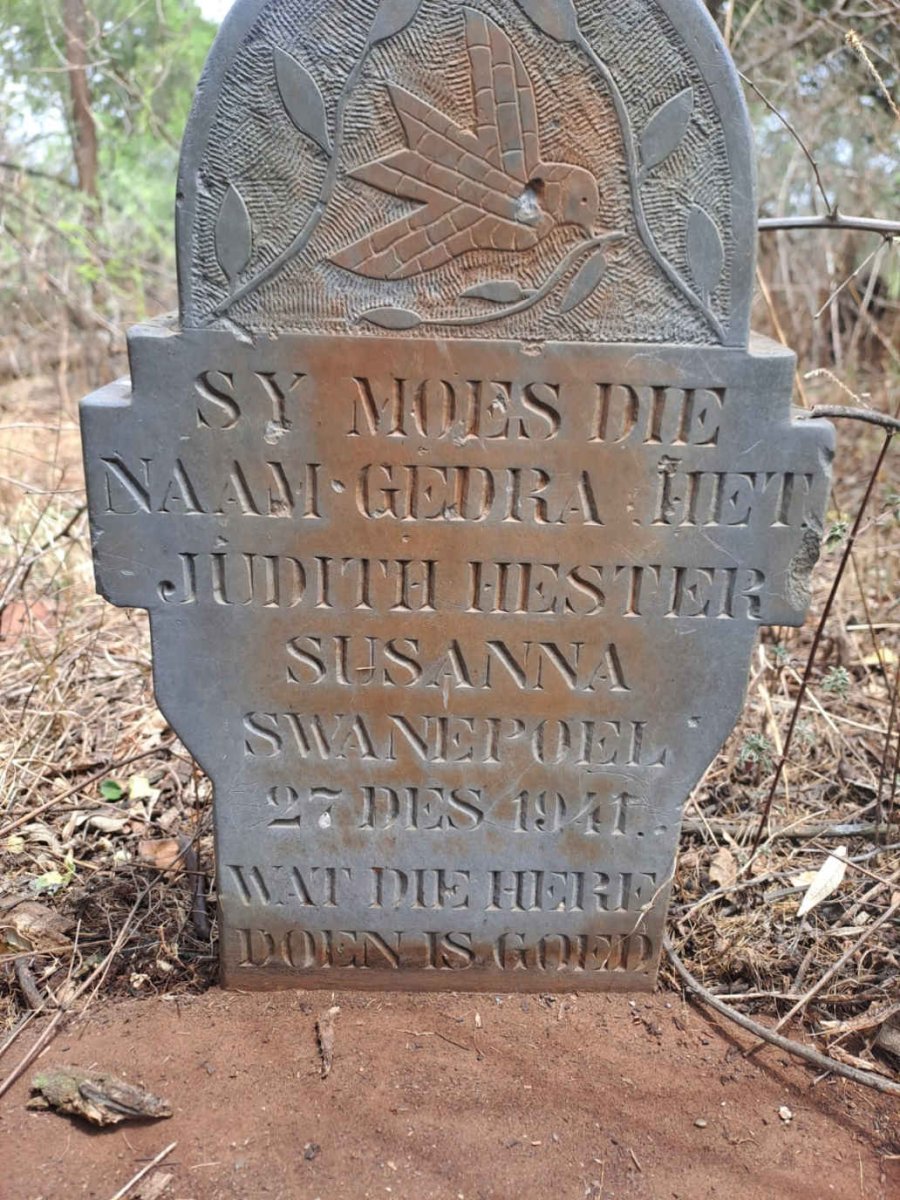 SY MOES DIE
NAAM·GEDRA HET
JUDITH HESTER
SUSANNA
SWANEPOEL
27 DES 1941.
WAT DIE HERE
DOEN IS GOED